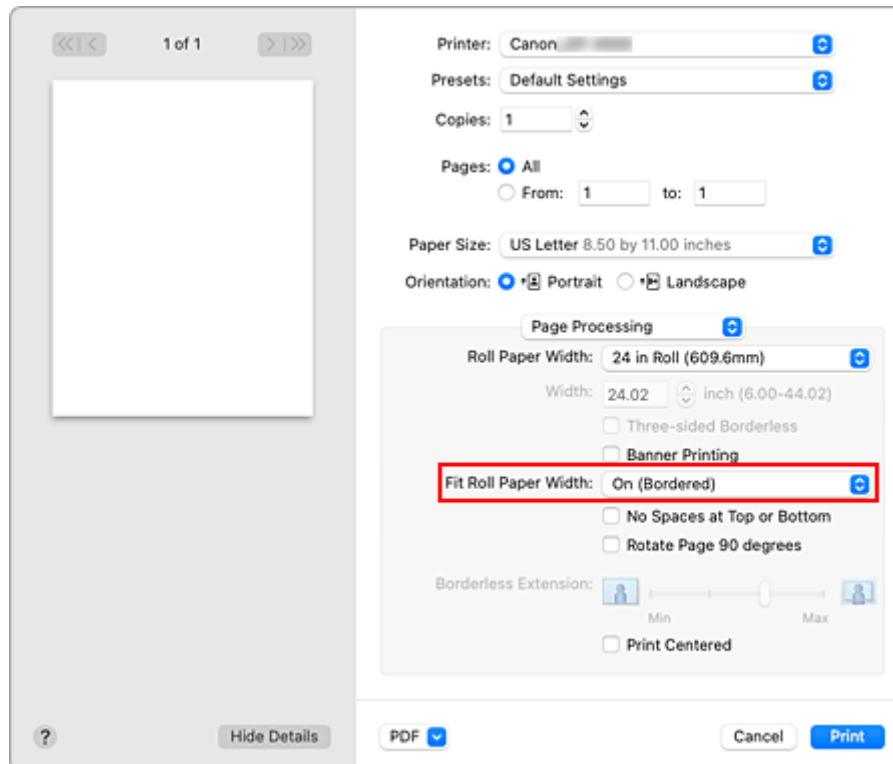 1 of 1
Printer: Canon
Presets: Default Settings
Copies: 1
Pages: All
From: 1 to: 1
Paper Size: US Letter 8.50 by 11.00 inches
Orientation: Portrait Landscape
Page Processing
Roll Paper Width: 24 in Roll (609.6mm)
Width: 24.02 inch (6.00-44.02)
Three-sided Borderless
Banner Printing
Fit Roll Paper Width: On (Bordered)
No Spaces at Top or Bottom
Rotate Page 90 degrees
Borderless Extension:
Min Max
Print Centered
? Hide Details PDF Cancel Print